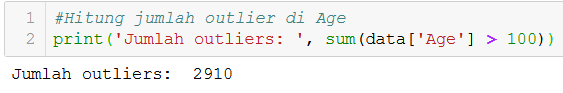 1 #Hitung jumlah outlier di Age
2 print('Jumlah outliers: ', sum(data['Age'] > 100))
Jumlah outliers:  2910